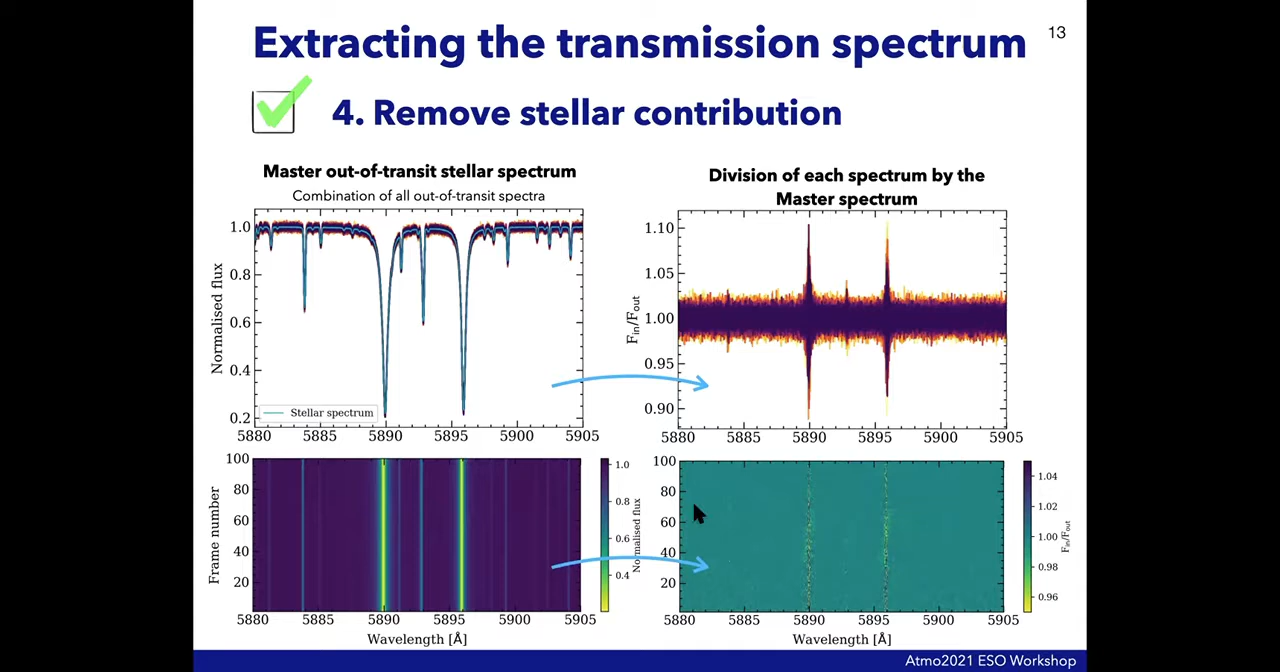 Extracting the transmission spectrum
13
4. Remove stellar contribution
Master out-of-transit stellar spectrum
Combination of all out-of-transit spectra
Normalised flux
1.0
0.8
0.6
0.4
0.2
Stellar spectrum
5880 5885 5890 5895 5900 5905
Division of each spectrum by the
Master spectrum
Fin/Fout
1.10
1.05
1.00
0.95
0.90
5880 5885 5890 5895 5900 5905
Frame number
100
80
60
40
20
5880 5885 5890 5895 5900 5905
Wavelength [Å]
1.0
0.8
0.6
0.4
Normalised flux
100
80
60
40
20
5880 5885 5890 5895 5900 5905
Wavelength [Å]
1.04
1.02
1.00
0.98
0.96
Fin/Fout
Atmo2021 ESO Workshop